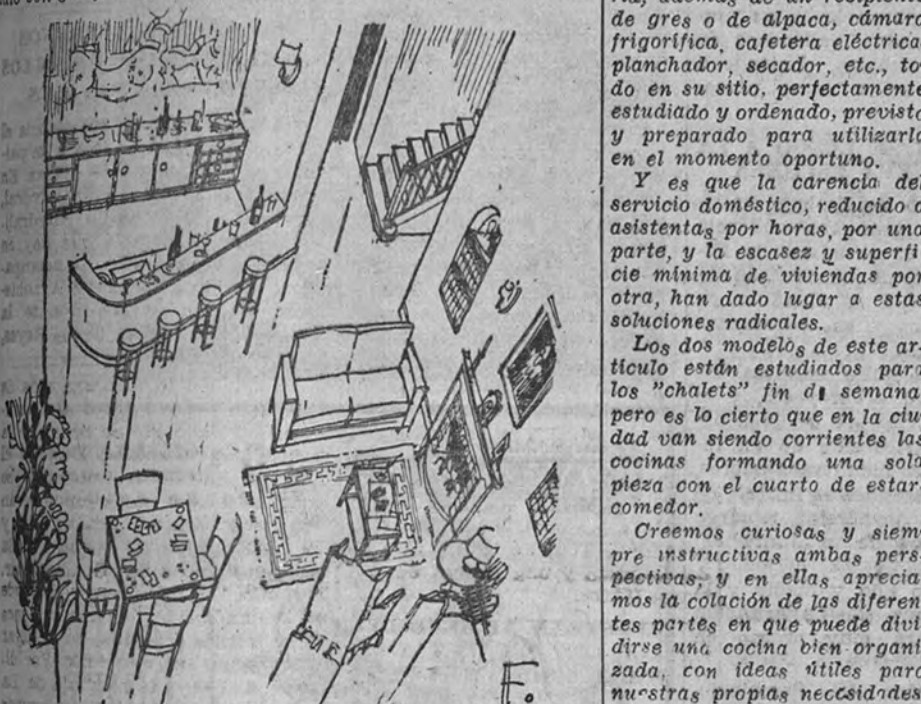 de gres o de alpaca, cámara
frigorífica, cafetera eléctrica,
planchador, secador, etc., to-
do en su sitio, perfectamente
estudiado y ordenado, previsto
y preparado para utilizarlo
en el momento oportuno.
Y es que la carencia del
servicio doméstico, reducido a
asistentas por horas, por una
parte, y la escasez y superfi-
cie mínima de viviendas por
otra, han dado lugar a estas
soluciones radicales.
Los dos modelos de este ar-
tículo están estudiados para
los "chalets" fin de semana,
pero es lo cierto que en la ciu-
dad van siendo corrientes las
cocinas formando una sola
pieza con el cuarto de estar-
comedor.
Creemos curiosas y siem-
pre instructivas ambas pers-
pectivas, y en ellas aprecia-
mos la colación de las diferen-
tes partes en que puede divi-
dirse una cocina bien organi-
zada, con ideas útiles para
nuestras propias necesidades.
F.